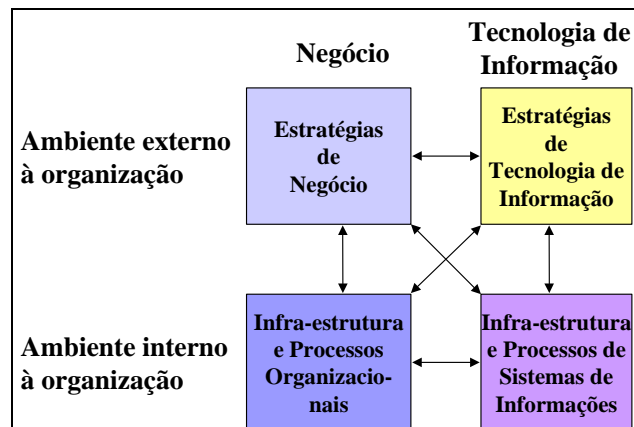 Negócio
Tecnologia de
Informação
Ambiente externo
à organização
Estratégias
de
Negócio
Estratégias
de
Tecnologia de
Informação
Ambiente interno
à organização
Infra-estrutura
e Processos
Organizacio-
nais
Infra-estrutura
e Processos de
Sistemas de
Informações